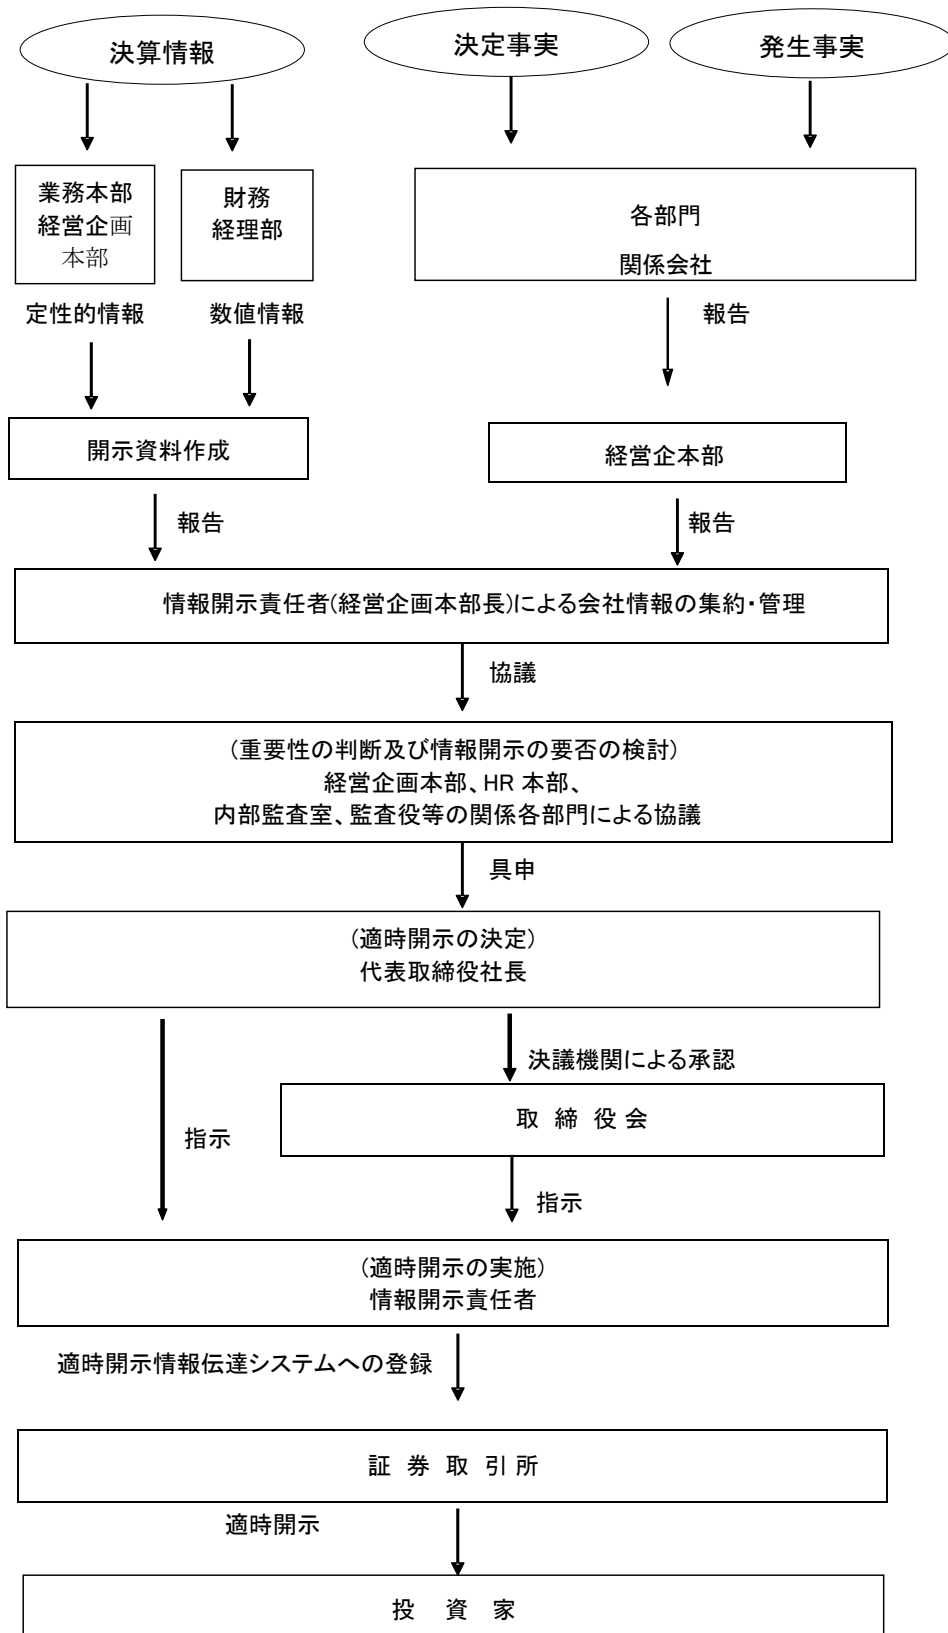 決算情報
決定事実
発生事実
業務本部
経営企画
本部
財務
経理部
各部門
関係会社
定性的情報
数値情報
報告
開示資料作成
経営企本部
報告
報告
情報開示責任者(経営企画本部長)による会社情報の集約・管理
協議
(重要性の判断及び情報開示の要否の検討)
経営企画本部、HR 本部、
内部監査室、監査役等の関係各部門による協議
具申
(適時開示の決定)
代表取締役社長
決議機関による承認
取 締 役 会
指示
指示
(適時開示の実施)
情報開示責任者
適時開示情報伝達システムへの登録
証 券 取 引 所
適時開示
投 資 家